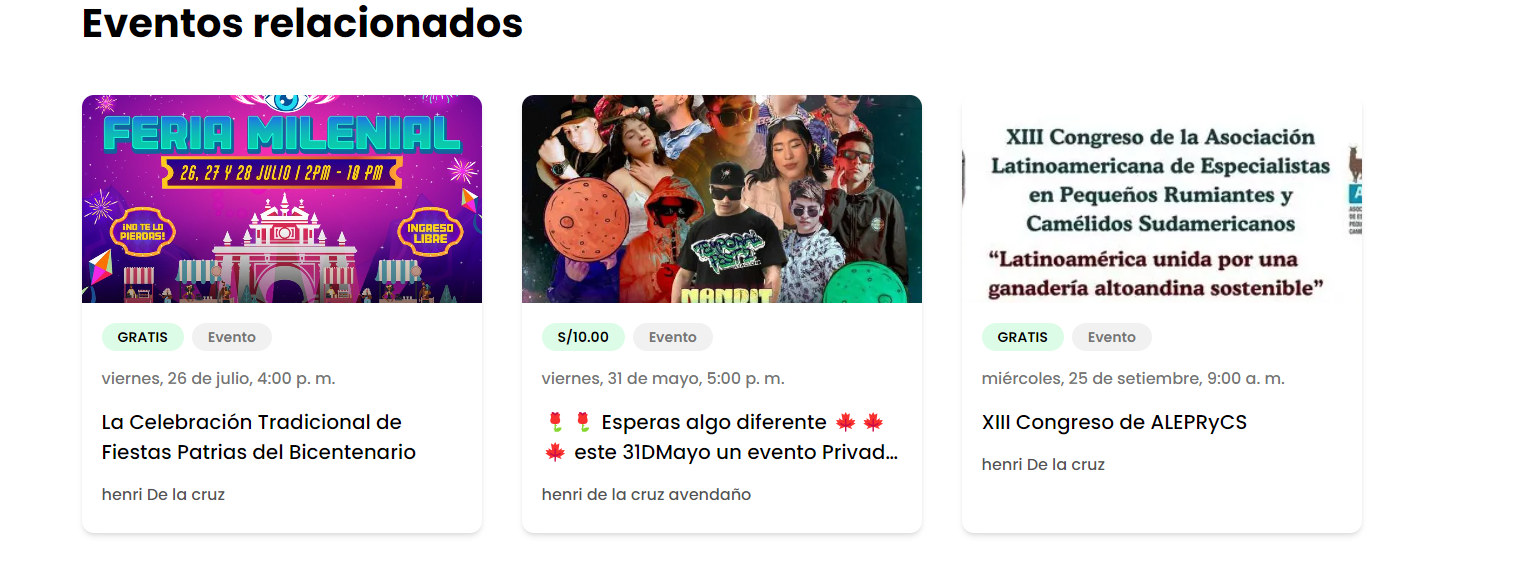 Eventos relacionados
FERIA MILENIAL
26, 27 Y 28 JULIO | 2PM - 10 PM
¡NO TE LO
PIERDAS!
INGRESO
LIBRE
GRATIS
Evento
viernes, 26 de julio, 4:00 p. m.
La Celebración Tradicional de
Fiestas Patrias del Bicentenario
henri De la cruz
NANDIT
S/10.00
Evento
viernes, 31 de mayo, 5:00 p. m.
🌷 🌷 Esperas algo diferente 🍁 🍁
🍁 este 31DMayo un evento Privad...
henri de la cruz avendaño
XIII Congreso de la Asociación
Latinoamericana de Especialistas
en Pequeños Rumiantes y
Camélidos Sudamericanos
“Latinoamérica unida por una
ganadería altoandina sostenible”
GRATIS
Evento
miércoles, 25 de setiembre, 9:00 a. m.
XIII Congreso de ALEPRyCS
henri De la cruz